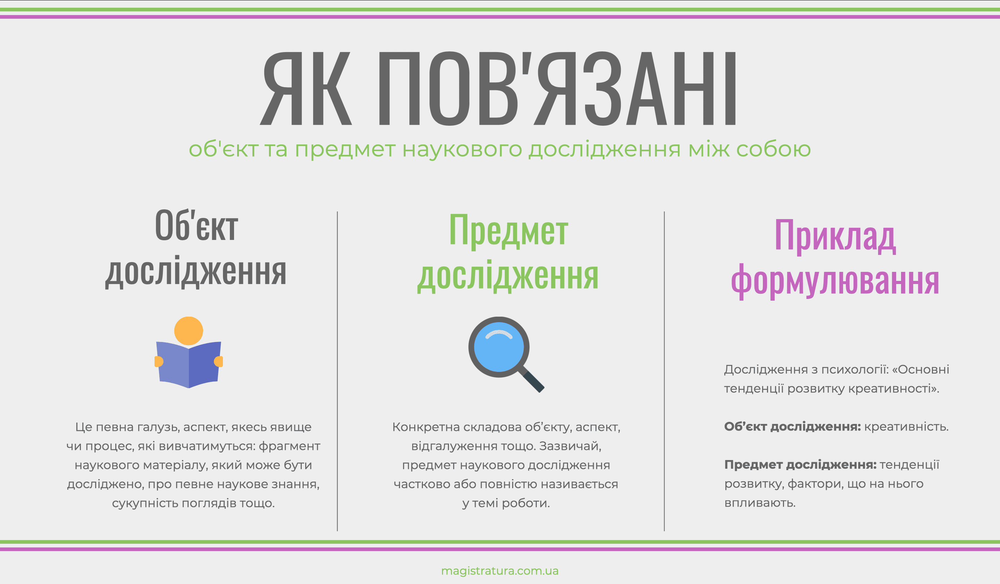 ЯК ПОВ'ЯЗАНІ
об'єкт та предмет наукового дослідження між собою
Об'єкт
дослідження
Це певна галузь, аспект, якесь явище
чи процес, які вивчатимуться: фрагмент
наукового матеріалу, який може бути
досліджено, про певне наукове знання,
сукупність поглядів тощо.
Предмет
дослідження
Конкретна складова об’єкту, аспект,
відгалуження тощо. Зазвичай,
предмет наукового дослідження
частково або повністю називається
у темі роботи.
Приклад
формулювання
Дослідження з психології: «Основні
тенденції розвитку креативності».
Об’єкт дослідження: креативність.
Предмет дослідження: тенденції
розвитку, фактори, що на нього
впливають.
magistratura.com.ua